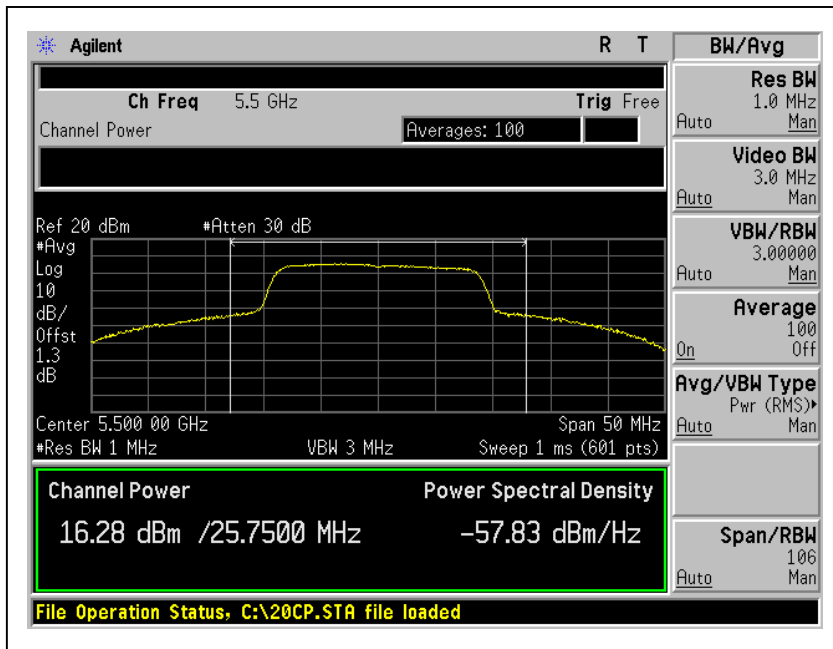 Agilent R T
Ch Freq 5.5 GHz Trig Free
Channel Power Averages: 100
Ref 20 dBm #Atten 30 dB
#Avg
Log
10
dB/
Offst
1.3
dB
Center 5.500 00 GHz Span 50 MHz
#Res BW 1 MHz VBW 3 MHz Sweep 1 ms (601 pts)
Channel Power Power Spectral Density
16.28 dBm /25.7500 MHz -57.83 dBm/Hz
File Operation Status, C:\20CP.STA file loaded
BW/Avg
Res BW
1.0 MHz
Auto Man
Video BW
3.0 MHz
Auto Man
VBW/RBW
3.00000
Auto Man
Average
100
On Off
Avg/VBW Type
Pwr (RMS)▸
Auto Man
Span/RBW
106
Auto Man